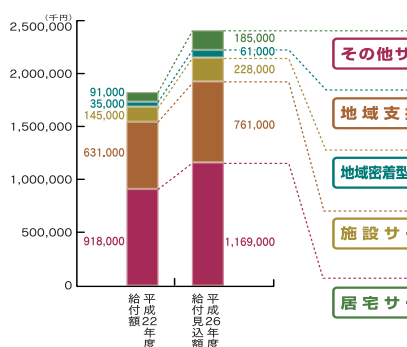 (千円)
2,500,000
2,000,000
1,500,000
1,000,000
500,000
0
91,000
35,000
145,000
631,000
918,000
185,000
61,000
228,000
761,000
1,169,000
平成22年度
給付額
平成26年度
給付見込額
その他サ
地域支
地域密着型
施設サー
居宅サー